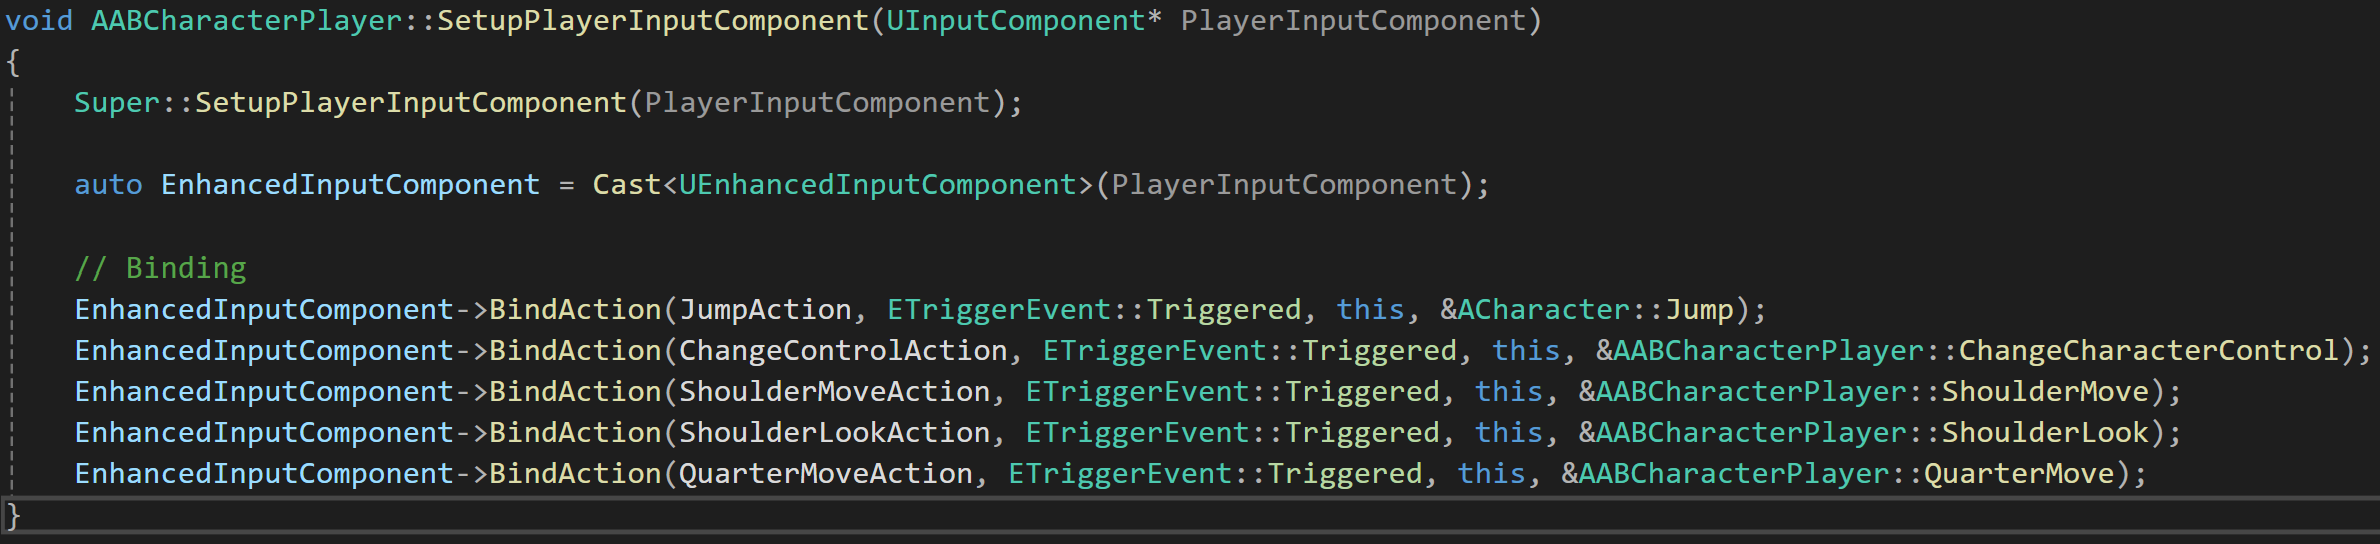 void AABCharacterPlayer::SetupPlayerInputComponent(UInputComponent* PlayerInputComponent)
{
    Super::SetupPlayerInputComponent(PlayerInputComponent);
    auto EnhancedInputComponent = Cast<UEnhancedInputComponent>(PlayerInputComponent);
    // Binding
    EnhancedInputComponent->BindAction(JumpAction, ETriggerEvent::Triggered, this, &ACharacter::Jump);
    EnhancedInputComponent->BindAction(ChangeControlAction, ETriggerEvent::Triggered, this, &AABCharacterPlayer::ChangeCharacterControl);
    EnhancedInputComponent->BindAction(ShoulderMoveAction, ETriggerEvent::Triggered, this, &AABCharacterPlayer::ShoulderMove);
    EnhancedInputComponent->BindAction(ShoulderLookAction, ETriggerEvent::Triggered, this, &AABCharacterPlayer::ShoulderLook);
    EnhancedInputComponent->BindAction(QuarterMoveAction, ETriggerEvent::Triggered, this, &AABCharacterPlayer::QuarterMove);
}